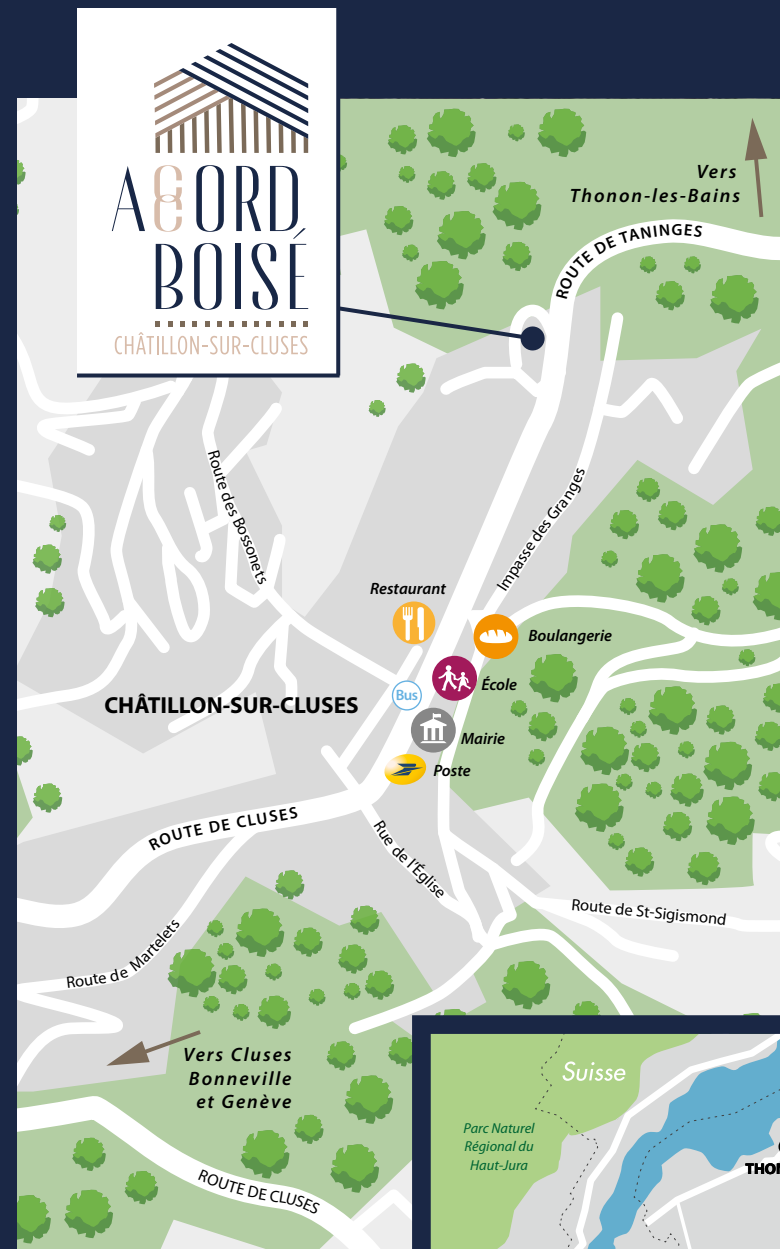 ACCORD
BOISÉ
CHÂTILLON-SUR-CLUSES
Vers
Thonon-les-Bains
ROUTE DE TANINGES
Route des Bossonets
Impasse des Granges
Restaurant
Boulangerie
École
Bus
CHÂTILLON-SUR-CLUSES
Mairie
Poste
ROUTE DE CLUSES
Rue de l'Église
Route de St-Sigismond
Route de Martelets
Vers Cluses
Bonneville
et Genève
ROUTE DE CLUSES
Suisse
Parc Naturel
Régional du
Haut-Jura